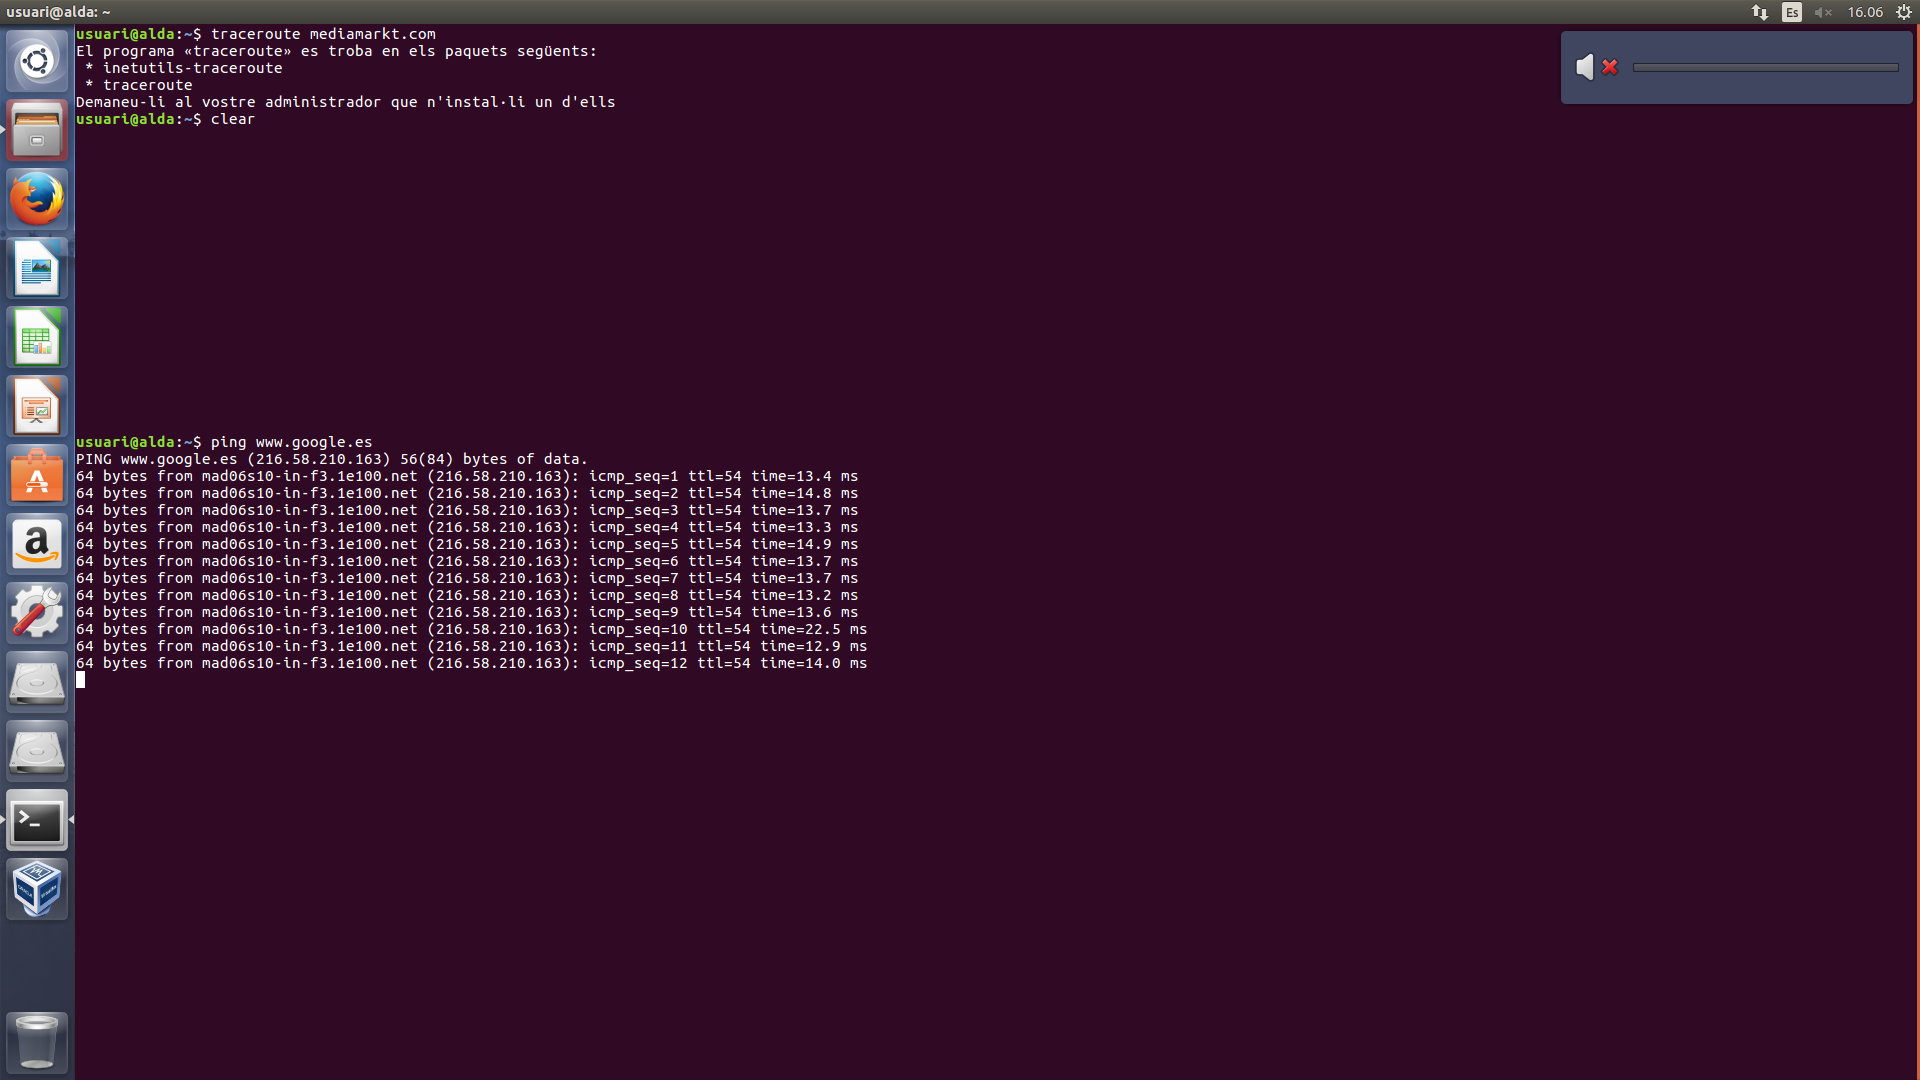 usuari@alda: ~
Es
16.06
usuari@alda:~$ traceroute mediamarkt.com
El programa «traceroute» es troba en els paquets següents:
* inetutils-traceroute
* traceroute
Demaneu-li al vostre administrador que n'instal·li un d'ells
usuari@alda:~$ clear
usuari@alda:~$ ping www.google.es
PING www.google.es (216.58.210.163) 56(84) bytes of data.
64 bytes from mad06s10-in-f3.1e100.net (216.58.210.163): icmp_seq=1 ttl=54 time=13.4 ms
64 bytes from mad06s10-in-f3.1e100.net (216.58.210.163): icmp_seq=2 ttl=54 time=14.8 ms
64 bytes from mad06s10-in-f3.1e100.net (216.58.210.163): icmp_seq=3 ttl=54 time=13.7 ms
64 bytes from mad06s10-in-f3.1e100.net (216.58.210.163): icmp_seq=4 ttl=54 time=13.3 ms
64 bytes from mad06s10-in-f3.1e100.net (216.58.210.163): icmp_seq=5 ttl=54 time=14.9 ms
64 bytes from mad06s10-in-f3.1e100.net (216.58.210.163): icmp_seq=6 ttl=54 time=13.7 ms
64 bytes from mad06s10-in-f3.1e100.net (216.58.210.163): icmp_seq=7 ttl=54 time=13.7 ms
64 bytes from mad06s10-in-f3.1e100.net (216.58.210.163): icmp_seq=8 ttl=54 time=13.2 ms
64 bytes from mad06s10-in-f3.1e100.net (216.58.210.163): icmp_seq=9 ttl=54 time=13.6 ms
64 bytes from mad06s10-in-f3.1e100.net (216.58.210.163): icmp_seq=10 ttl=54 time=22.5 ms
64 bytes from mad06s10-in-f3.1e100.net (216.58.210.163): icmp_seq=11 ttl=54 time=12.9 ms
64 bytes from mad06s10-in-f3.1e100.net (216.58.210.163): icmp_seq=12 ttl=54 time=14.0 ms